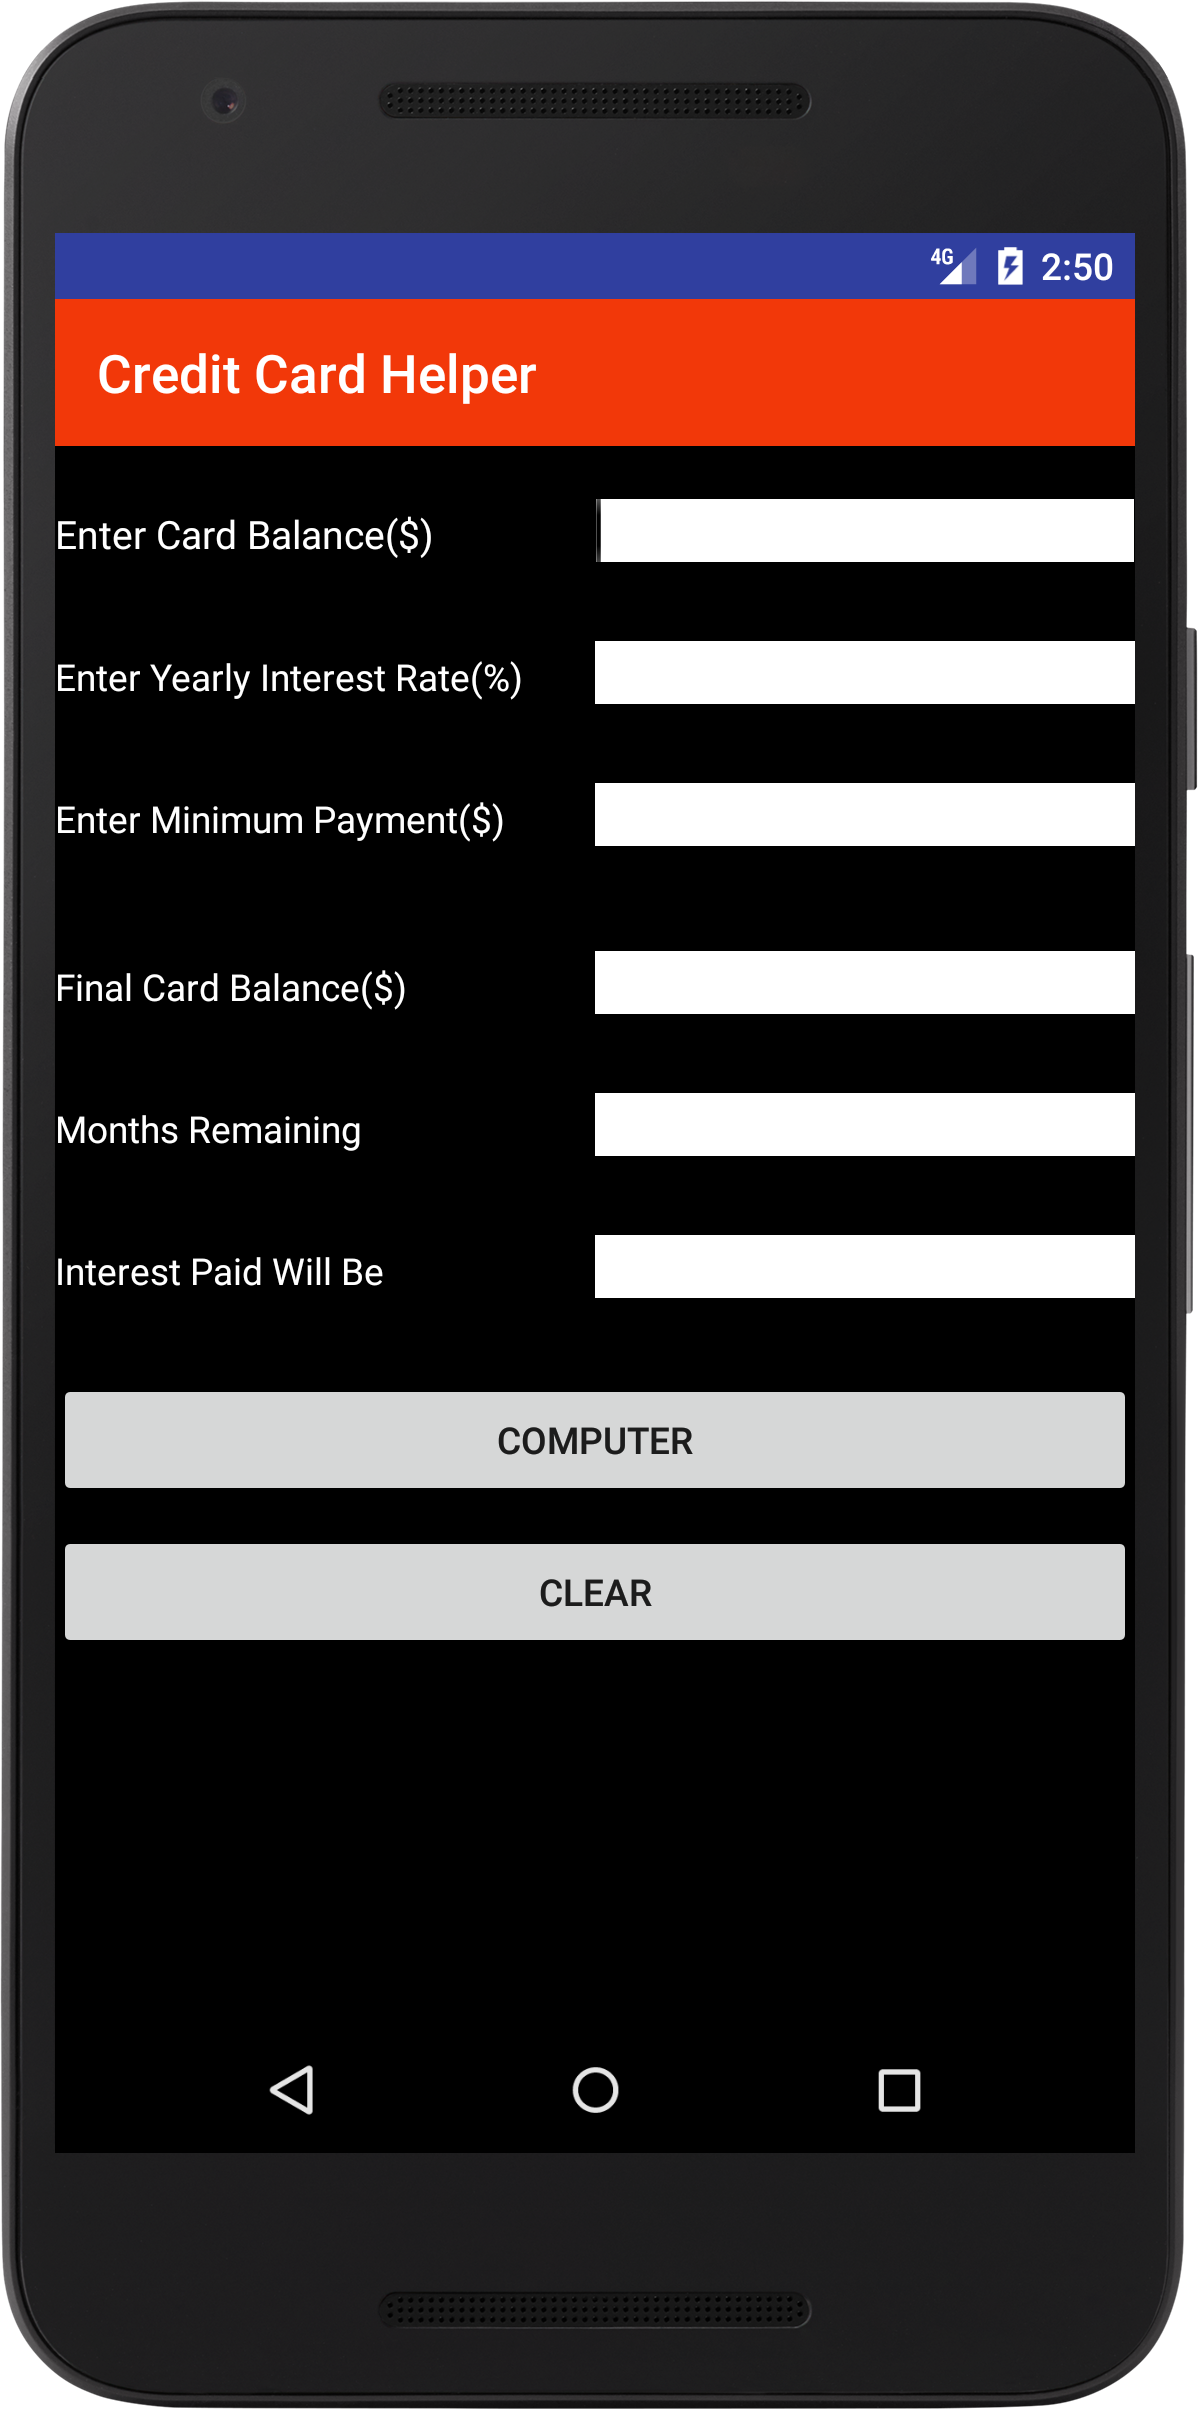 4G 2:50
Credit Card Helper
Enter Card Balance($)
Enter Yearly Interest Rate(%)
Enter Minimum Payment($)
Final Card Balance($)
Months Remaining
Interest Paid Will Be
COMPUTER
CLEAR